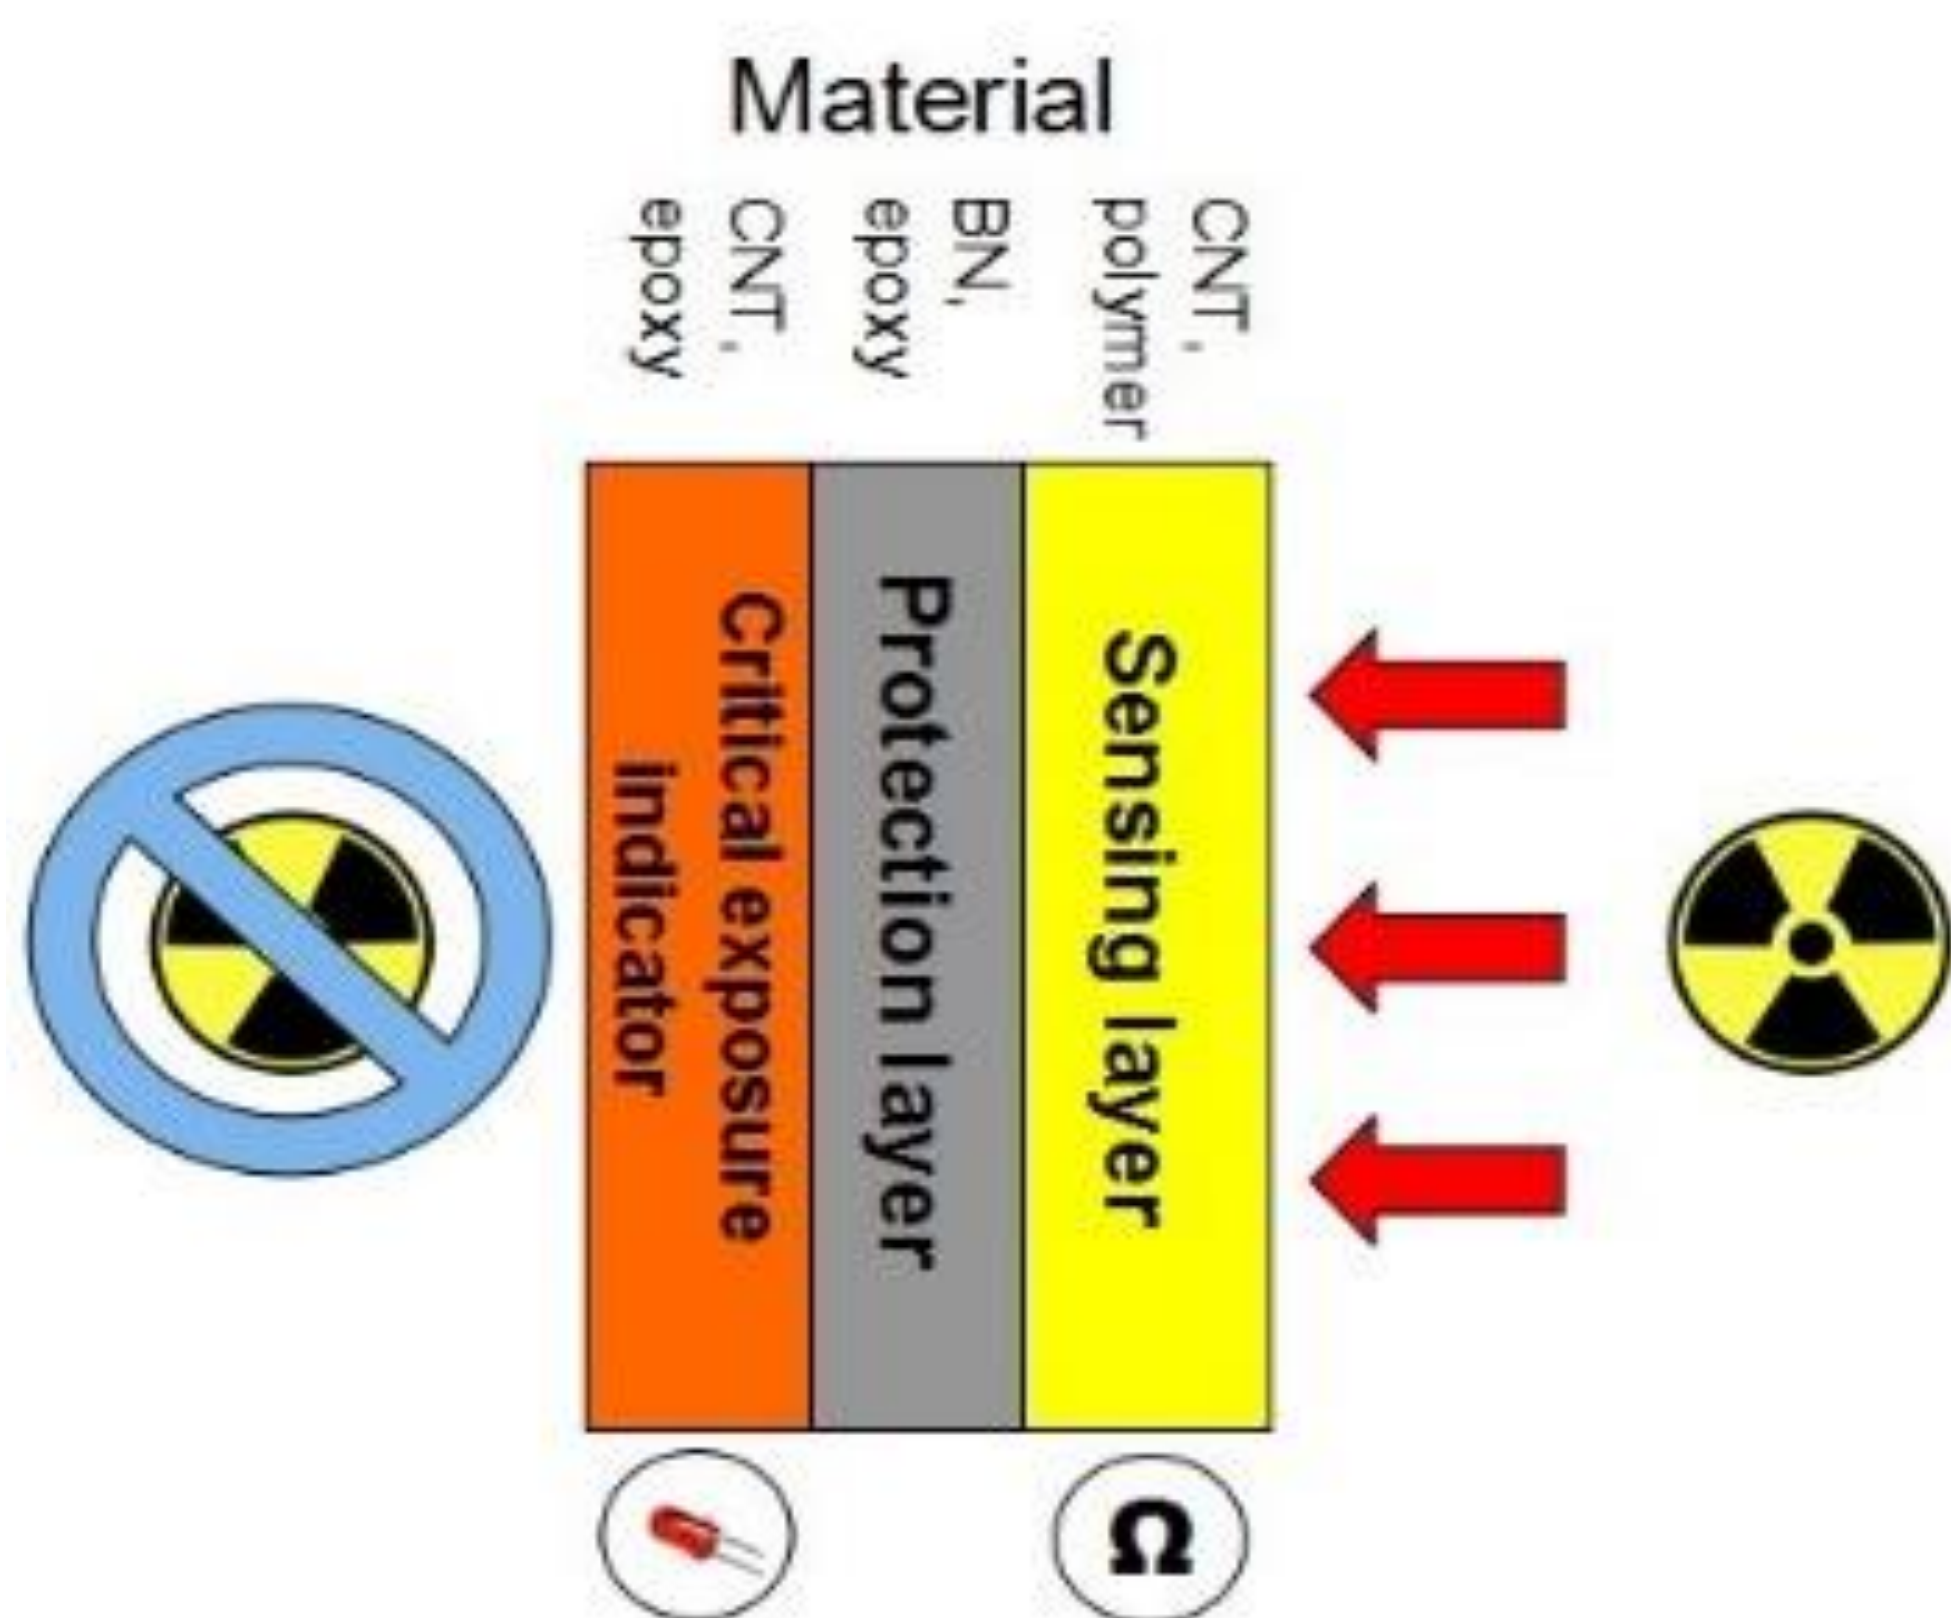 Material
CNT,
polymer
BN,
epoxy
CNT,
epoxy
Sensing layer
Protection layer
Critical exposure
indicator
Ω